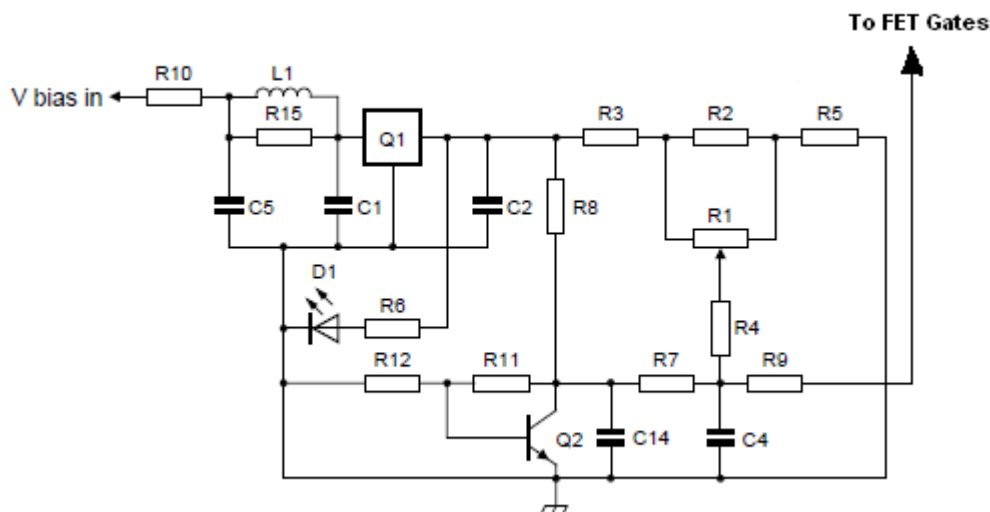 To FET Gates
R10
L1
V bias in
R15
Q1
R3
R2
R5
C5
C1
C2
R8
R1
D1
R6
R4
R12
R11
R7
R9
Q2
C14
C4